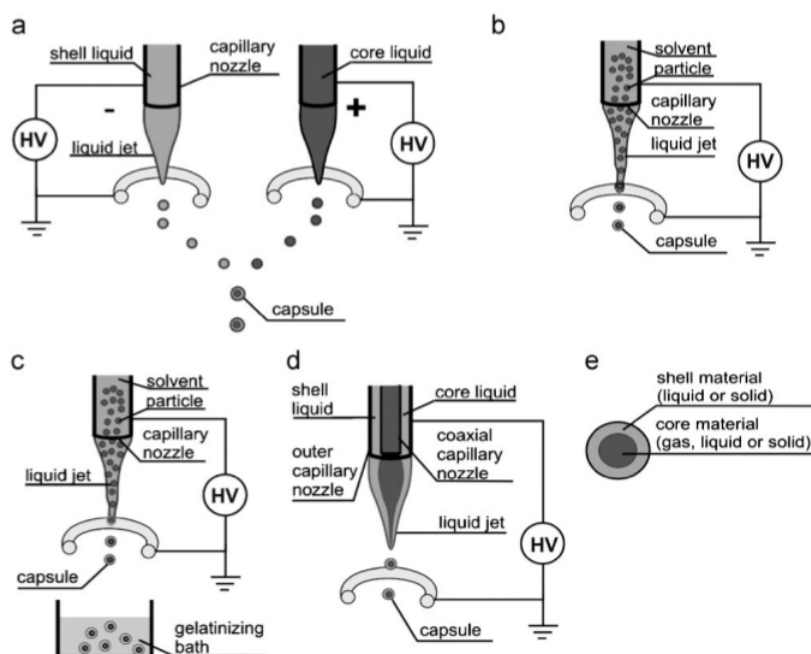 a
shell liquid
capillary
nozzle
core liquid
-
+
HV
HV
liquid jet
capsule
b
solvent
particle
capillary
nozzle
liquid jet
HV
capsule
c
solvent
particle
capillary
nozzle
liquid jet
HV
capsule
gelatinizing
bath
d
shell
liquid
core liquid
coaxial
capillary
nozzle
outer
capillary
nozzle
liquid jet
HV
capsule
e
shell material
(liquid or solid)
core material
(gas, liquid or solid)